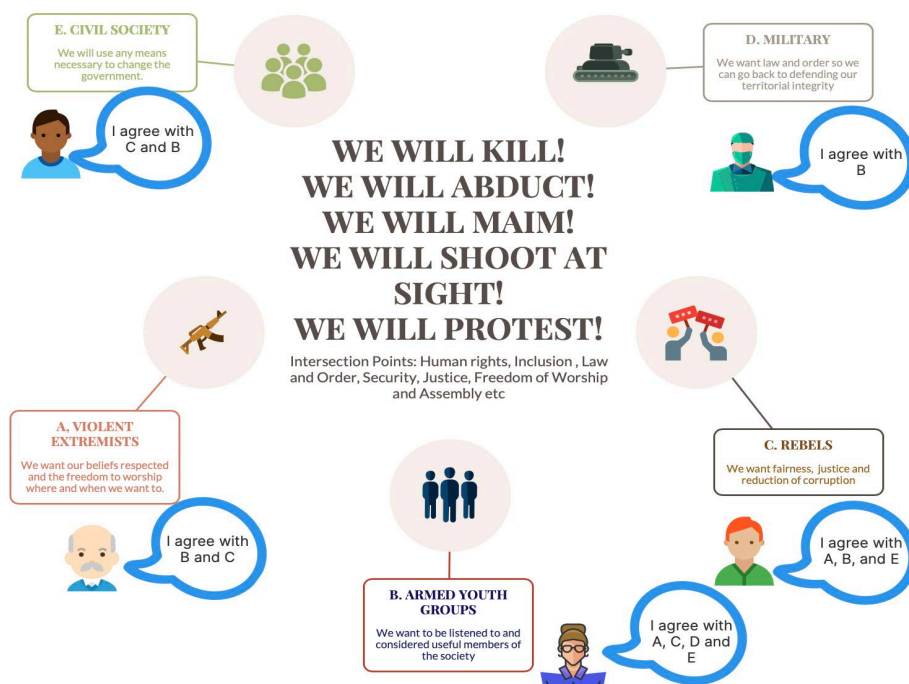 E. CIVIL SOCIETY
We will use any means
necessary to change the
government.
I agree with
C and B
D. MILITARY
We want law and order so we
can go back to defending our
territorial integrity
I agree with
B
WE WILL KILL!
WE WILL ABDUCT!
WE WILL MAIM!
WE WILL SHOOT AT
SIGHT!
WE WILL PROTEST!
Intersection Points: Human rights, Inclusion , Law
and Order, Security, Justice, Freedom of Worship
and Assembly etc
A, VIOLENT
EXTREMISTS
We want our beliefs respected
and the freedom to worship
where and when we want to.
I agree with
B and C
C. REBELS
We want fairness, justice and
reduction of corruption
I agree with
A, B, and E
B. ARMED YOUTH
GROUPS
We want to be listened to and
considered useful members of
the society
I agree with
A, C, D and
E